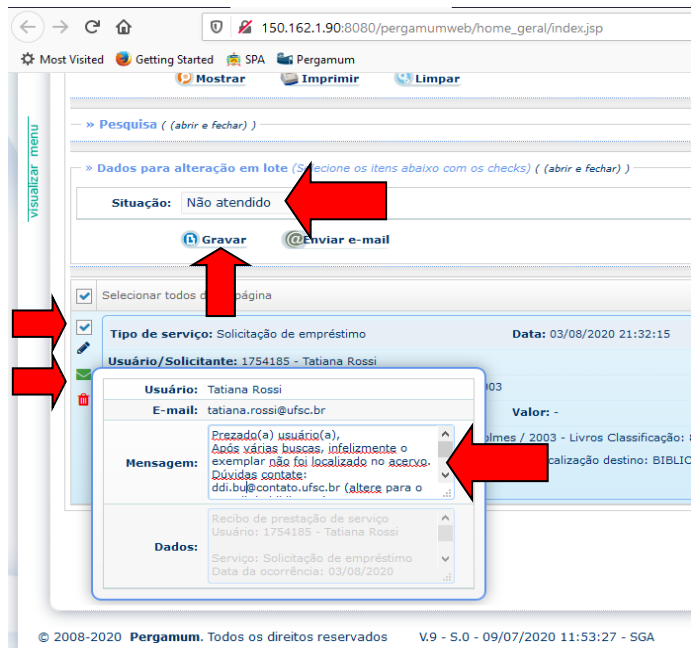 150.162.1.90:8080/pergamumweb/home_geral/index.jsp
Most Visited Getting Started SPA Pergamum
Mostrar Imprimir Limpar
visualizar menu
» Pesquisa ( (abrir e fechar) )
» Dados para alteração em lote (Selecione os itens abaixo com os checks) ( (abrir e fechar) )
Situação: Não atendido
Gravar @Enviar e-mail
Selecionar todos página
Tipo de serviço: Solicitação de empréstimo Data: 03/08/2020 21:32:15
Usuário/Solicitante: 1754185 - Tatiana Rossi
03
Valor: -
olmes / 2003 - Livros Classificação:
calização destino: BIBLIC
Usuário: Tatiana Rossi
E-mail: tatiana.rossi@ufsc.br
Mensagem:
Prezado(a) usuário(a),
Após várias buscas, infelizmente o
exemplar não foi localizado no acervo.
Dúvidas contate:
ddi.bu@contato.ufsc.br (altere para o
Dados:
Recibo de prestação de serviço
Usuário: 1754185 - Tatiana Rossi
Serviço: Solicitação de empréstimo
Data da ocorrência: 03/08/2020
© 2008-2020 Pergamum. Todos os direitos reservados V.9 - S.0 - 09/07/2020 11:53:27 - SGA